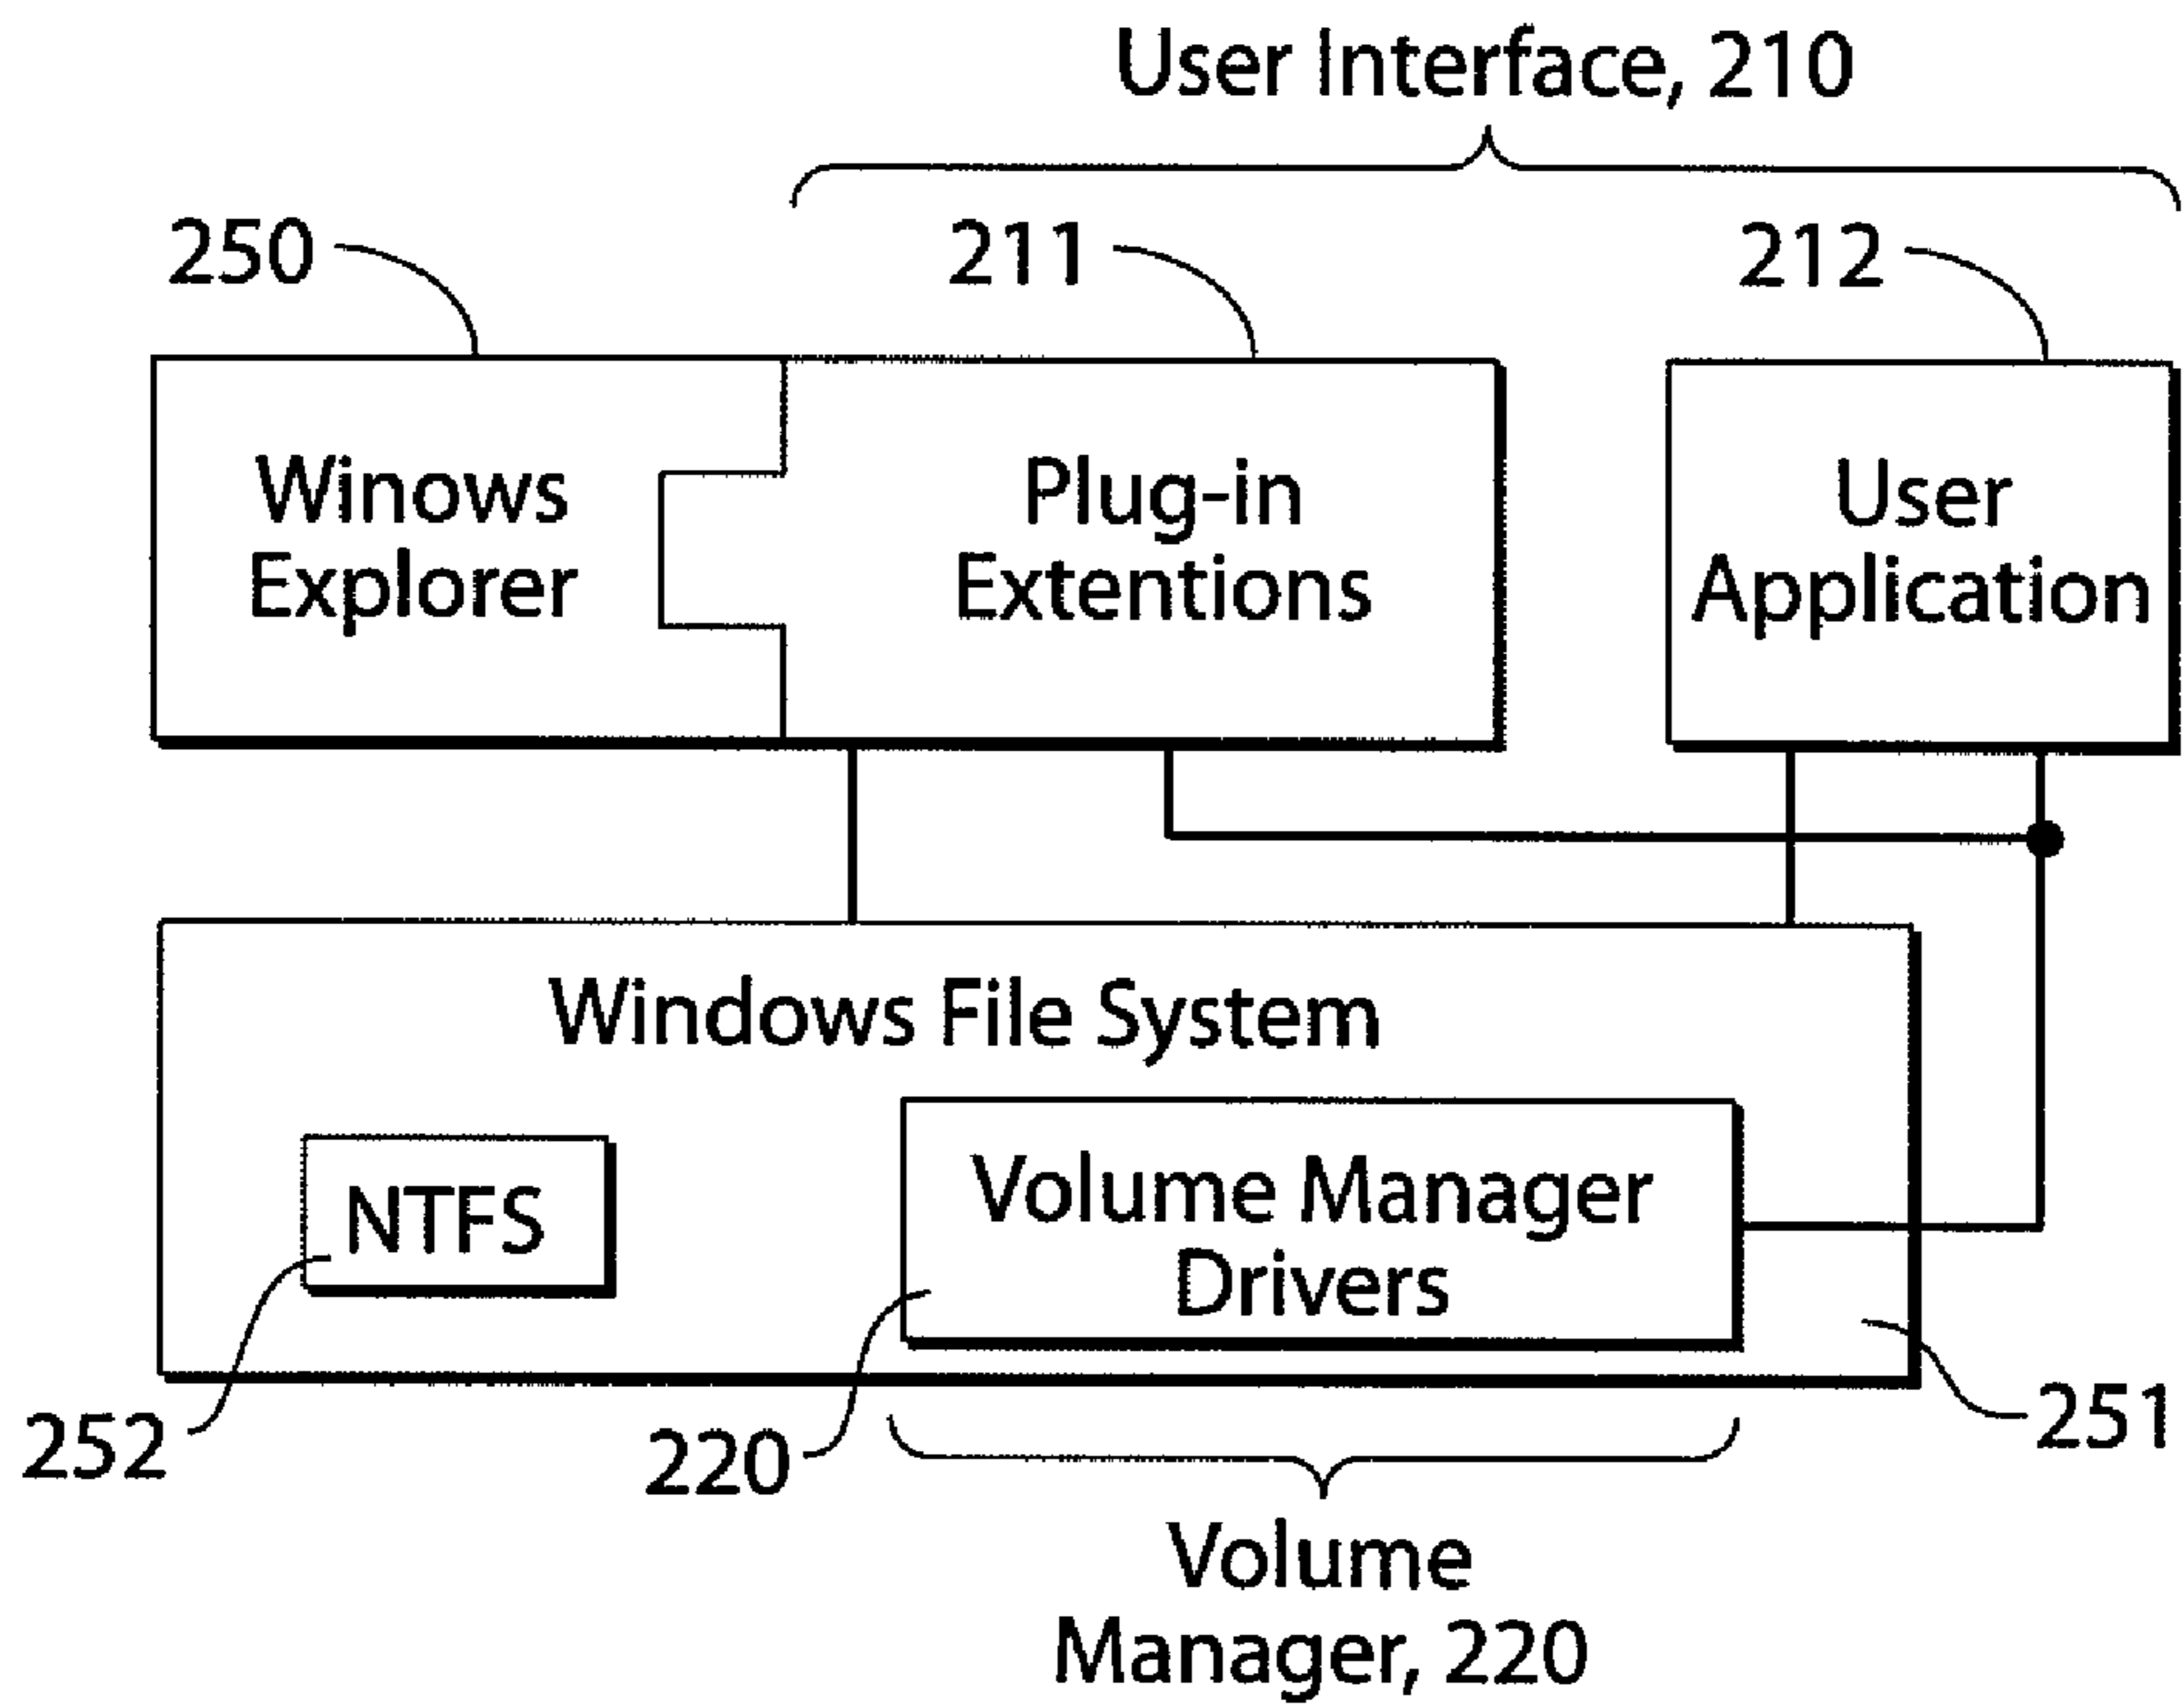 User Interface, 210
250
211
212
Winows
Explorer
Plug-in
Extentions
User
Application
Windows File System
NTFS
Volume Manager
Drivers
252
220
251
Volume
Manager, 220